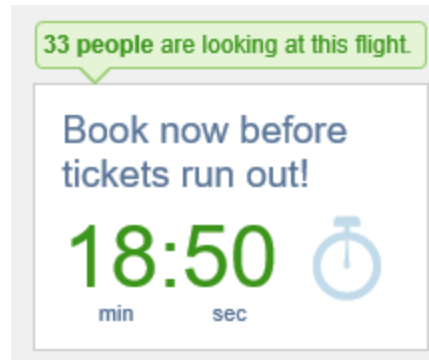 33 people are looking at this flight.
Book now before
tickets run out!
18:50
min sec